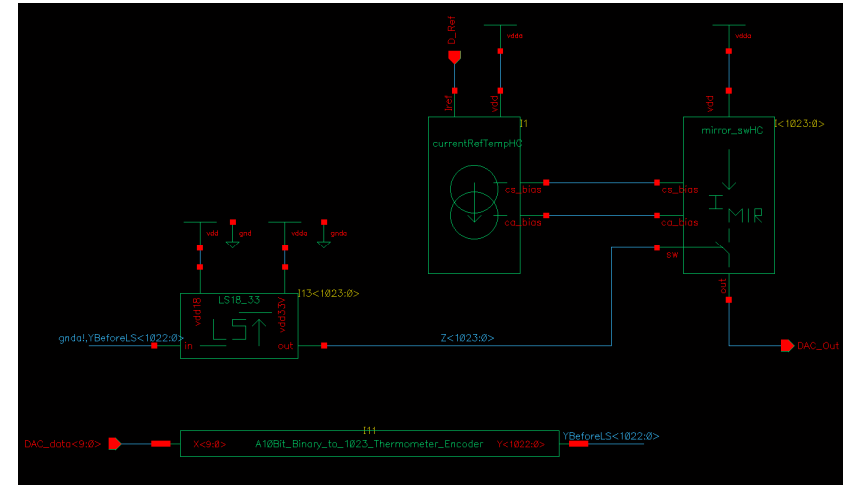 D_Ref
vdda
vdda
Iref
vdd
vdd
I1
I<1023:0>
currentRefTempHC
mirror_swHC
cs_bias
cs_bias
ca_bias
ca_bias
I
MIR
sw
out
vdd
gnd
vdda
gnda
I13<1023:0>
LS18_33
vdd18
vdd33V
LS
gnda!,YBeforeLS<1022:0>
in
out
Z<1023:0>
DAC_Out
I11
DAC_data<9:0>
X<9:0>
A10Bit_Binary_to_1023_Thermometer_Encoder
Y<1022:0>
YBeforeLS<1022:0>